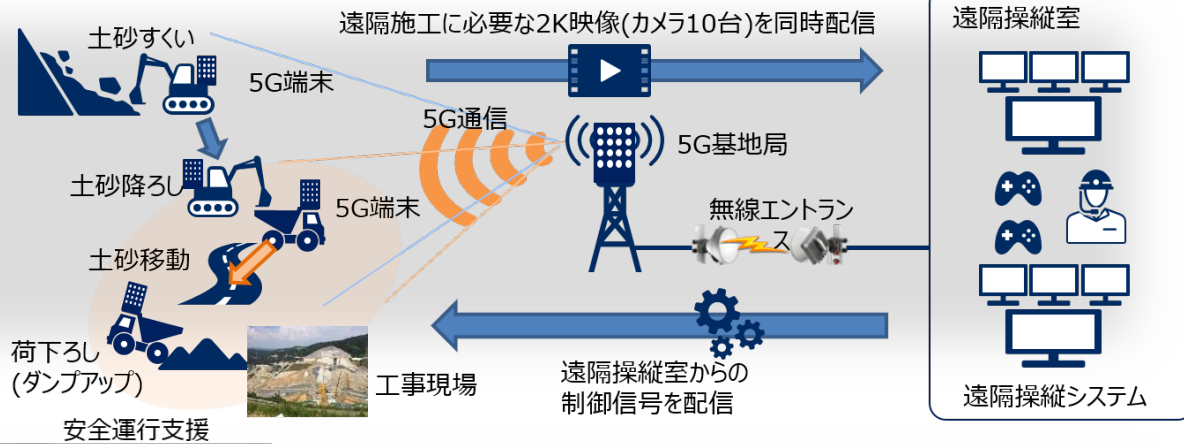 遠隔施工に必要な2K映像(カメラ10台)を同時配信
遠隔操縦室
土砂すくい
5G端末
5G通信
5G基地局
土砂降ろし
5G端末
無線エントラン
ス
土砂移動
荷下ろし
(ダンプアップ)
工事現場
遠隔操縦室からの
制御信号を配信
遠隔操縦システム
安全運行支援